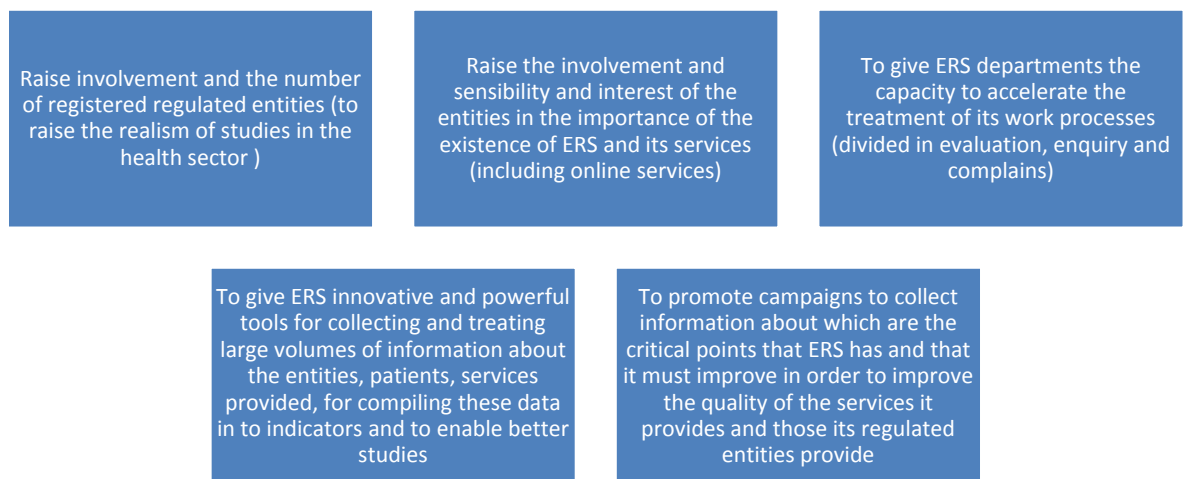 Raise involvement and the number
of registered regulated entities (to
raise the realism of studies in the
health sector )
Raise the involvement and
sensibility and interest of the
entities in the importance of the
existence of ERS and its services
(including online services)
To give ERS departments the
capacity to accelerate the
treatment of its work processes
(divided in evaluation, enquiry and
complains)
To give ERS innovative and powerful
tools for collecting and treating
large volumes of information about
the entities, patients, services
provided, for compiling these data
in to indicators and to enable better
studies
To promote campaigns to collect
information about which are the
critical points that ERS has and that
it must improve in order to improve
the quality of the services it
provides and those its regulated
entities provide